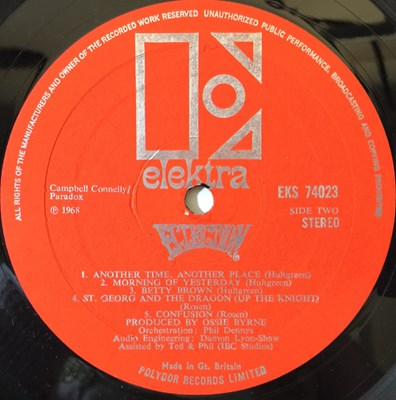 ALL RIGHTS OF THE MANUFACTURERS AND OWNER OF THE RECORDED WORK RESERVED UNAUTHORIZED PUBLIC PERFORMANCE, BROADCASTING AND COPYING PROHIBITED
elektra
Campbell Connelly/
Paradox
℗ 1968
EKS 74023
SIDE TWO
STEREO
ECLECTION
1. ANOTHER TIME, ANOTHER PLACE (Hultgreen)
2. MORNING OF YESTERDAY (Hultgreen)
3. BETTY BROWN (Hultgreen)
4. ST. GEORG AND THE DRAGON (UP THE KNIGHT)
(Rosen)
5. CONFUSION (Rosen)
PRODUCED BY OSSIE BYRNE
Orchestration: Phil Dennys
Audio Engineering: Damon Lyon-Shaw
Assisted by Ted & Phil (IBC Studios)
Made in Gt. Britain
POLYDOR RECORDS LIMITED